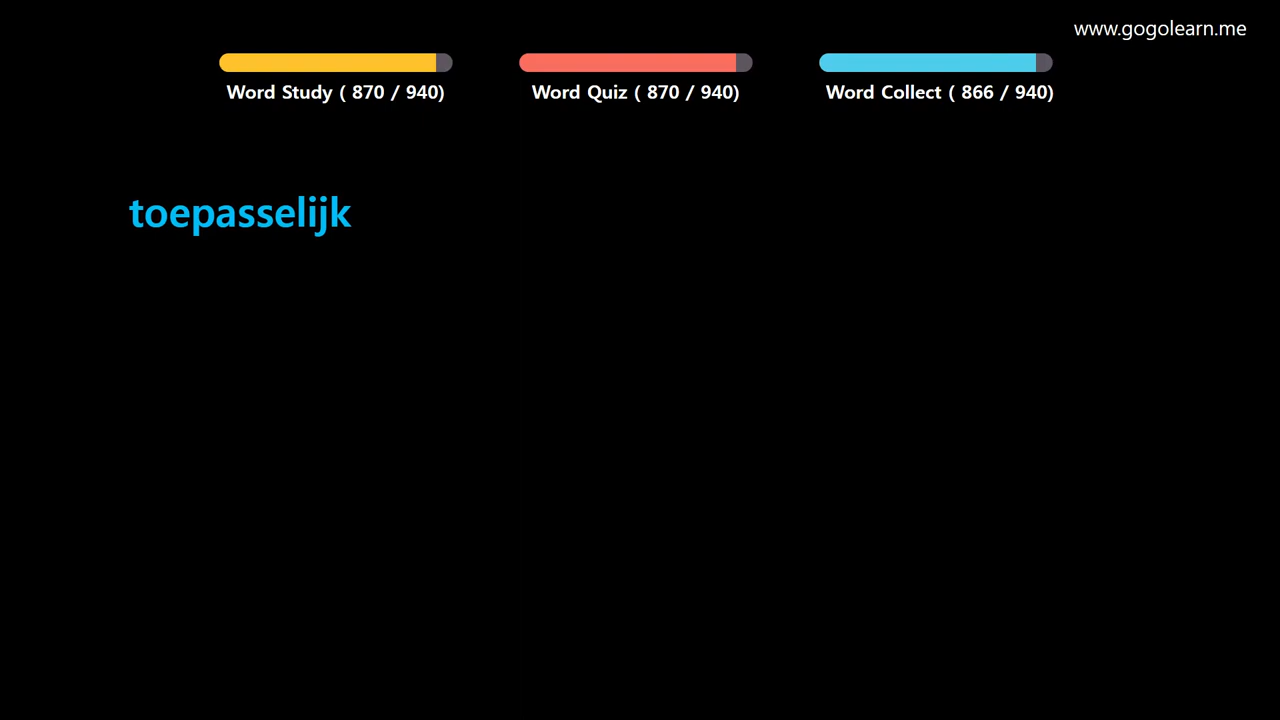 www.gogolearn.me
Word Study ( 870 / 940)
Word Quiz ( 870 / 940)
Word Collect ( 866 / 940)
toepasselijk